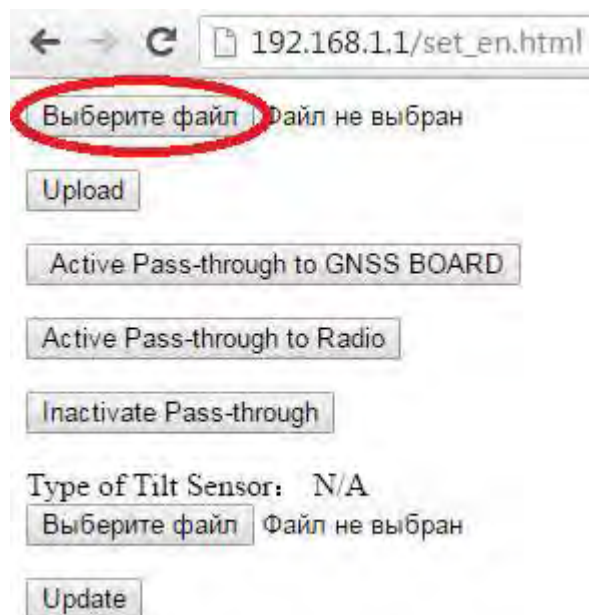 192.168.1.1/set_en.html
Выберите файл Файл не выбран
Upload
Active Pass-through to GNSS BOARD
Active Pass-through to Radio
Inactivate Pass-through
Type of Tilt Sensor: N/A
Выберите файл Файл не выбран
Update